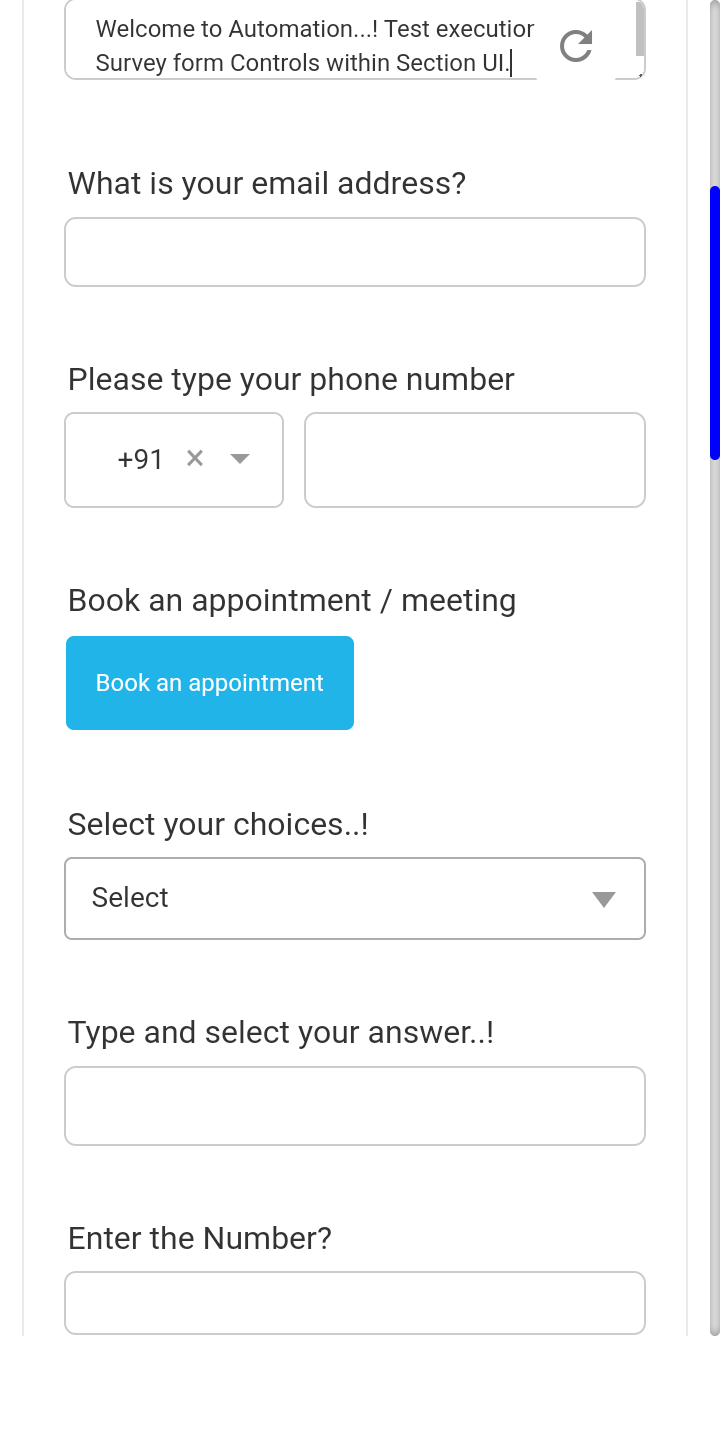 Welcome to Automation...! Test execution
Survey form Controls within Section UI.
What is your email address?
Please type your phone number
+91
Book an appointment / meeting
Book an appointment
Select your choices..!
Select
Type and select your answer..!
Enter the Number?